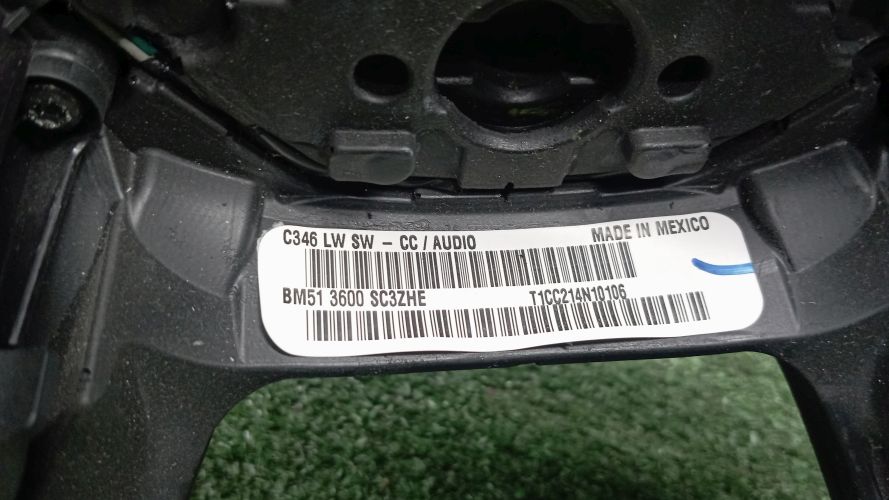 C346 LW SW - CC / AUDIO MADE IN MEXICO
BM51 3600 SC3ZHE T1CC214N10106